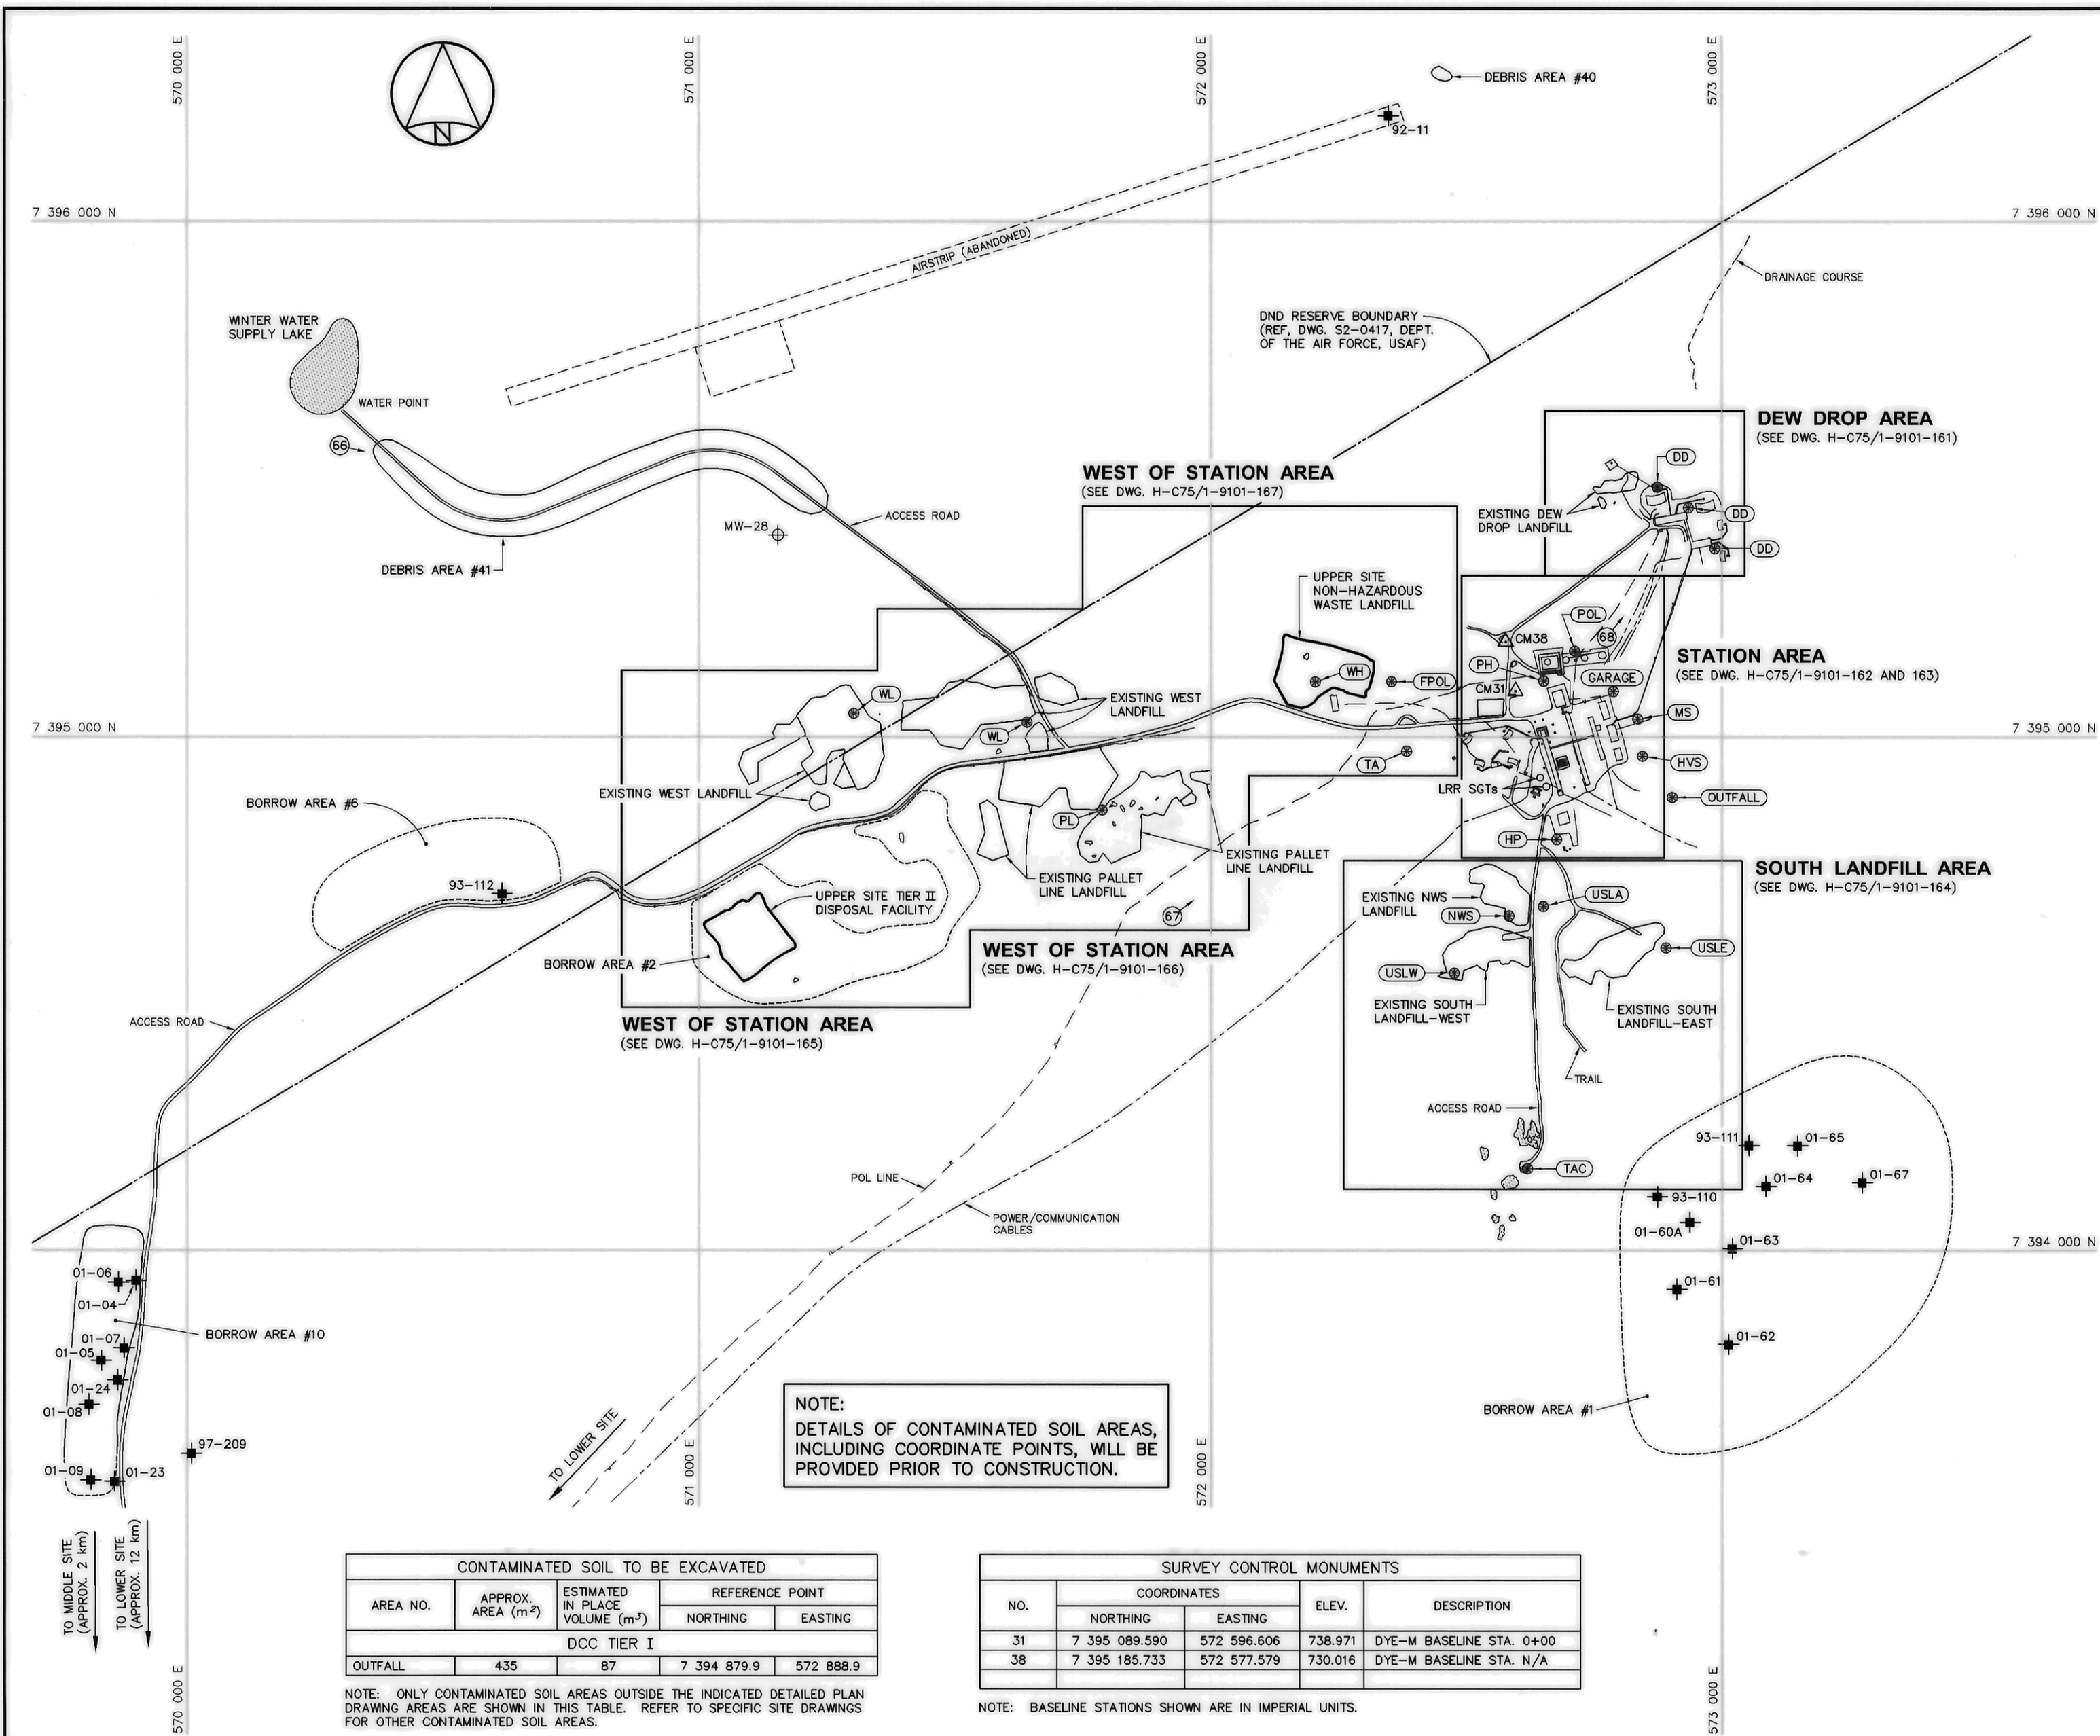 570 000 E
571 000 E
572 000 E
573 000 E
N
DEBRIS AREA #40
92-11
7 396 000 N
7 396 000 N
AIRSTRIP (ABANDONED)
DRAINAGE COURSE
WINTER WATER
SUPPLY LAKE
WATER POINT
DND RESERVE BOUNDARY
(REF, DWG. S2-0417, DEPT.
OF THE AIR FORCE, USAF)
66
DEBRIS AREA #41
MW-28
ACCESS ROAD
DEW DROP AREA
(SEE DWG. H-C75/1-9101-161)
DD
DD
DD
EXISTING DEW
DROP LANDFILL
WEST OF STATION AREA
(SEE DWG. H-C75/1-9101-167)
UPPER SITE
NON-HAZARDOUS
WASTE LANDFILL
WH
FPOL
TA
STATION AREA
(SEE DWG. H-C75/1-9101-162 AND 163)
POL
68
CM38
PH
CM31
GARAGE
MS
HVS
OUTFALL
LRR SGTs
HP
7 395 000 N
7 395 000 N
WL
WL
EXISTING WEST
LANDFILL
EXISTING WEST LANDFILL
PL
EXISTING PALLET
LINE LANDFILL
EXISTING PALLET
LINE LANDFILL
67
BORROW AREA #6
93-112
UPPER SITE TIER II
DISPOSAL FACILITY
BORROW AREA #2
WEST OF STATION AREA
(SEE DWG. H-C75/1-9101-166)
WEST OF STATION AREA
(SEE DWG. H-C75/1-9101-165)
ACCESS ROAD
SOUTH LANDFILL AREA
(SEE DWG. H-C75/1-9101-164)
EXISTING NWS
LANDFILL
NWS
USLA
USLE
USLW
EXISTING SOUTH
LANDFILL-WEST
EXISTING SOUTH
LANDFILL-EAST
TRAIL
ACCESS ROAD
TAC
POL LINE
POWER/COMMUNICATION
CABLES
93-111
01-65
01-64
01-67
93-110
01-60A
01-63
01-61
01-62
BORROW AREA #1
7 394 000 N
01-06
01-04
BORROW AREA #10
01-07
01-05
01-24
01-08
97-209
01-09
01-23
TO LOWER SITE
571 000 E
572 000 E
NOTE:
DETAILS OF CONTAMINATED SOIL AREAS,
INCLUDING COORDINATE POINTS, WILL BE
PROVIDED PRIOR TO CONSTRUCTION.
TO MIDDLE SITE
(APPROX. 2 km)
TO LOWER SITE
(APPROX. 12 km)
570 000 E
573 000 E
CONTAMINATED SOIL TO BE EXCAVATED
AREA NO. APPROX. AREA (m²) ESTIMATED IN PLACE VOLUME (m³) REFERENCE POINT
NORTHING EASTING
DCC TIER I
OUTFALL 435 87 7 394 879.9 572 888.9
NOTE: ONLY CONTAMINATED SOIL AREAS OUTSIDE THE INDICATED DETAILED PLAN
DRAWING AREAS ARE SHOWN IN THIS TABLE. REFER TO SPECIFIC SITE DRAWINGS
FOR OTHER CONTAMINATED SOIL AREAS.
SURVEY CONTROL MONUMENTS
NO. COORDINATES ELEV. DESCRIPTION
NORTHING EASTING
31 7 395 089.590 572 596.606 738.971 DYE-M BASELINE STA. 0+00
38 7 395 185.733 572 577.579 730.016 DYE-M BASELINE STA. N/A
NOTE: BASELINE STATIONS SHOWN ARE IN IMPERIAL UNITS.